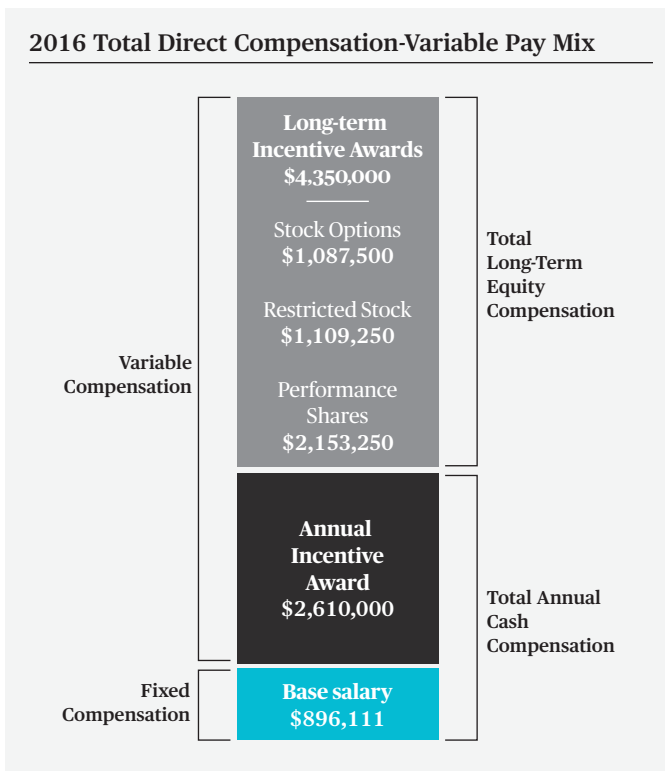 2016 Total Direct Compensation-Variable Pay Mix
Long-term
Incentive Awards
$4,350,000
Stock Options
$1,087,500
Restricted Stock
$1,109,250
Performance
Shares
$2,153,250
Total
Long-Term
Equity
Compensation
Variable
Compensation
Annual
Incentive
Award
$2,610,000
Total Annual
Cash
Compensation
Fixed
Compensation
Base salary
$896,111